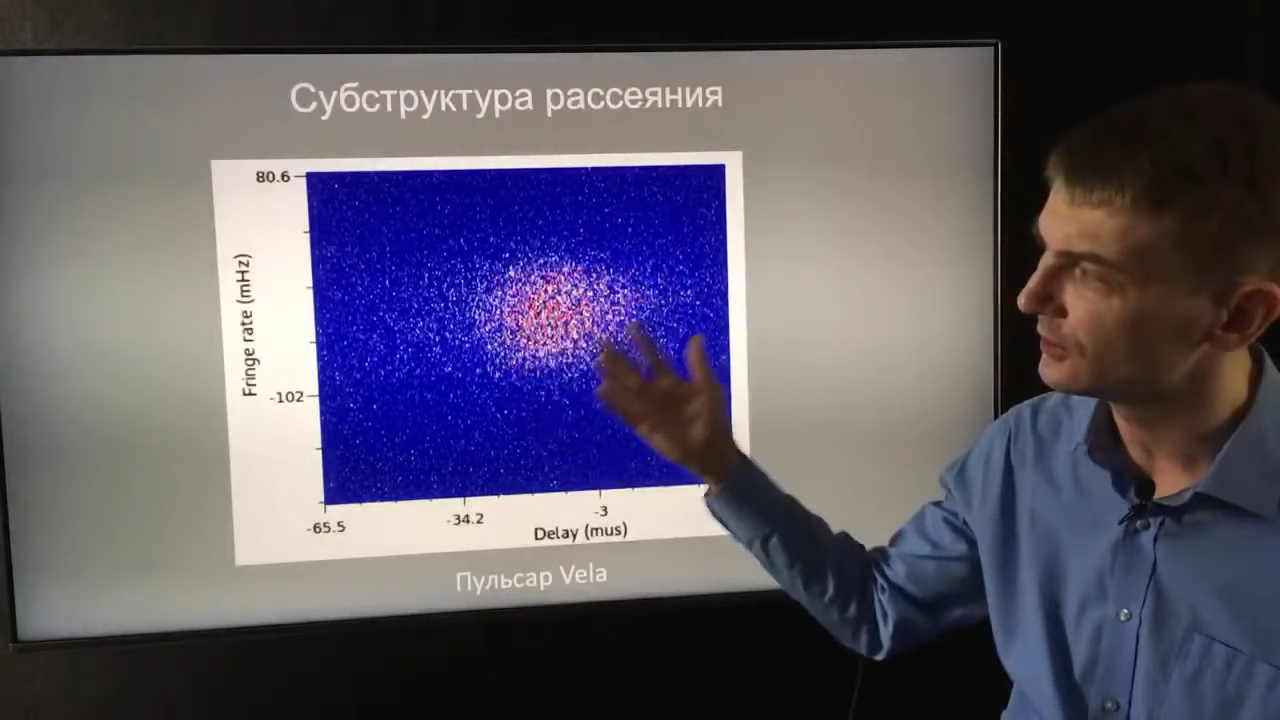 Субструктура рассеяния
80.6
Fringe rate (mHz)
-102
-65.5
-34.2
-3
Delay (mus)
Пульсар Vela